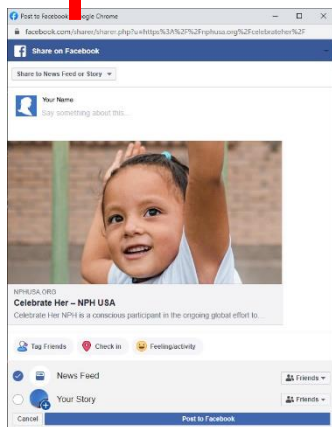 Post to Facebook - Google Chrome
facebook.com/sharer/sharer.php?u=https%3A%2F%2Fnphusa.org%2Fcelebrateher%2F
Share on Facebook
Share to News Feed or Story
Your Name
Say something about this...
NPHUSA.ORG
Celebrate Her – NPH USA
Celebrate Her NPH is a conscious participant in the ongoing global effort to...
Tag Friends Check in Feeling/activity
News Feed Friends
Your Story Friends
Cancel Post to Facebook